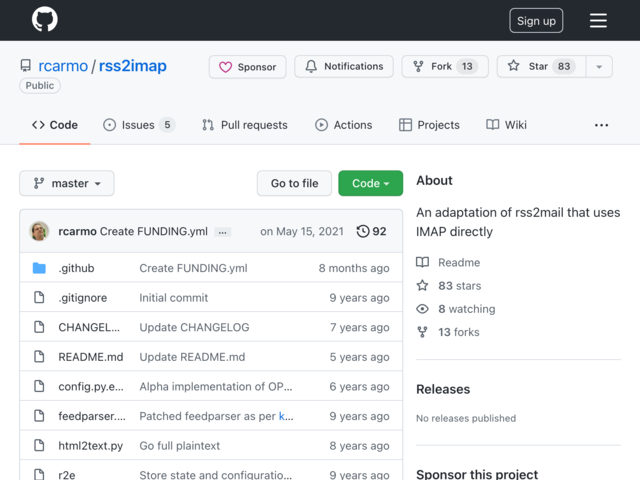 Sign up
rcarmo / rss2imap
Public
Sponsor
Notifications
Fork 13
Star 83
Code
Issues 5
Pull requests
Actions
Projects
Wiki
master
Go to file
Code
rcarmo Create FUNDING.yml ... on May 15, 2021 92
.github Create FUNDING.yml 8 months ago
.gitignore Initial commit 9 years ago
CHANGEL... Update CHANGELOG 7 years ago
README.md Update README.md 5 years ago
config.py.e... Alpha implementation of OP... 6 years ago
feedparser.... Patched feedparser as per k... 9 years ago
html2text.py Go full plaintext 8 years ago
r2e Store state and configuratio... 9 years ago
About
An adaptation of rss2mail that uses
IMAP directly
Readme
83 stars
8 watching
13 forks
Releases
No releases published
Sponsor this project